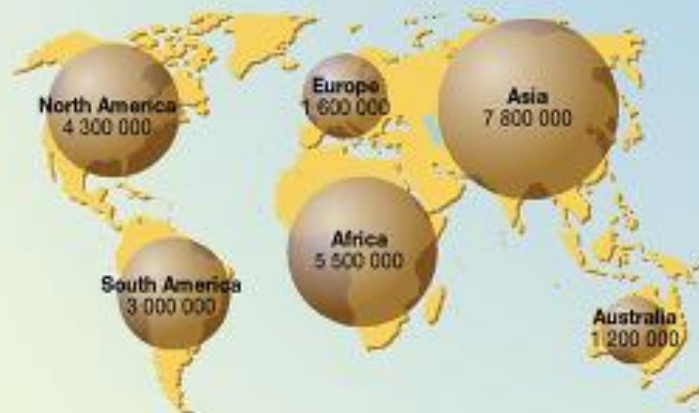 North America
4 300 000
Europe
1 600 000
Asia
7 800 000
Africa
5 500 000
South America
3 000 000
Australia
1 200 000